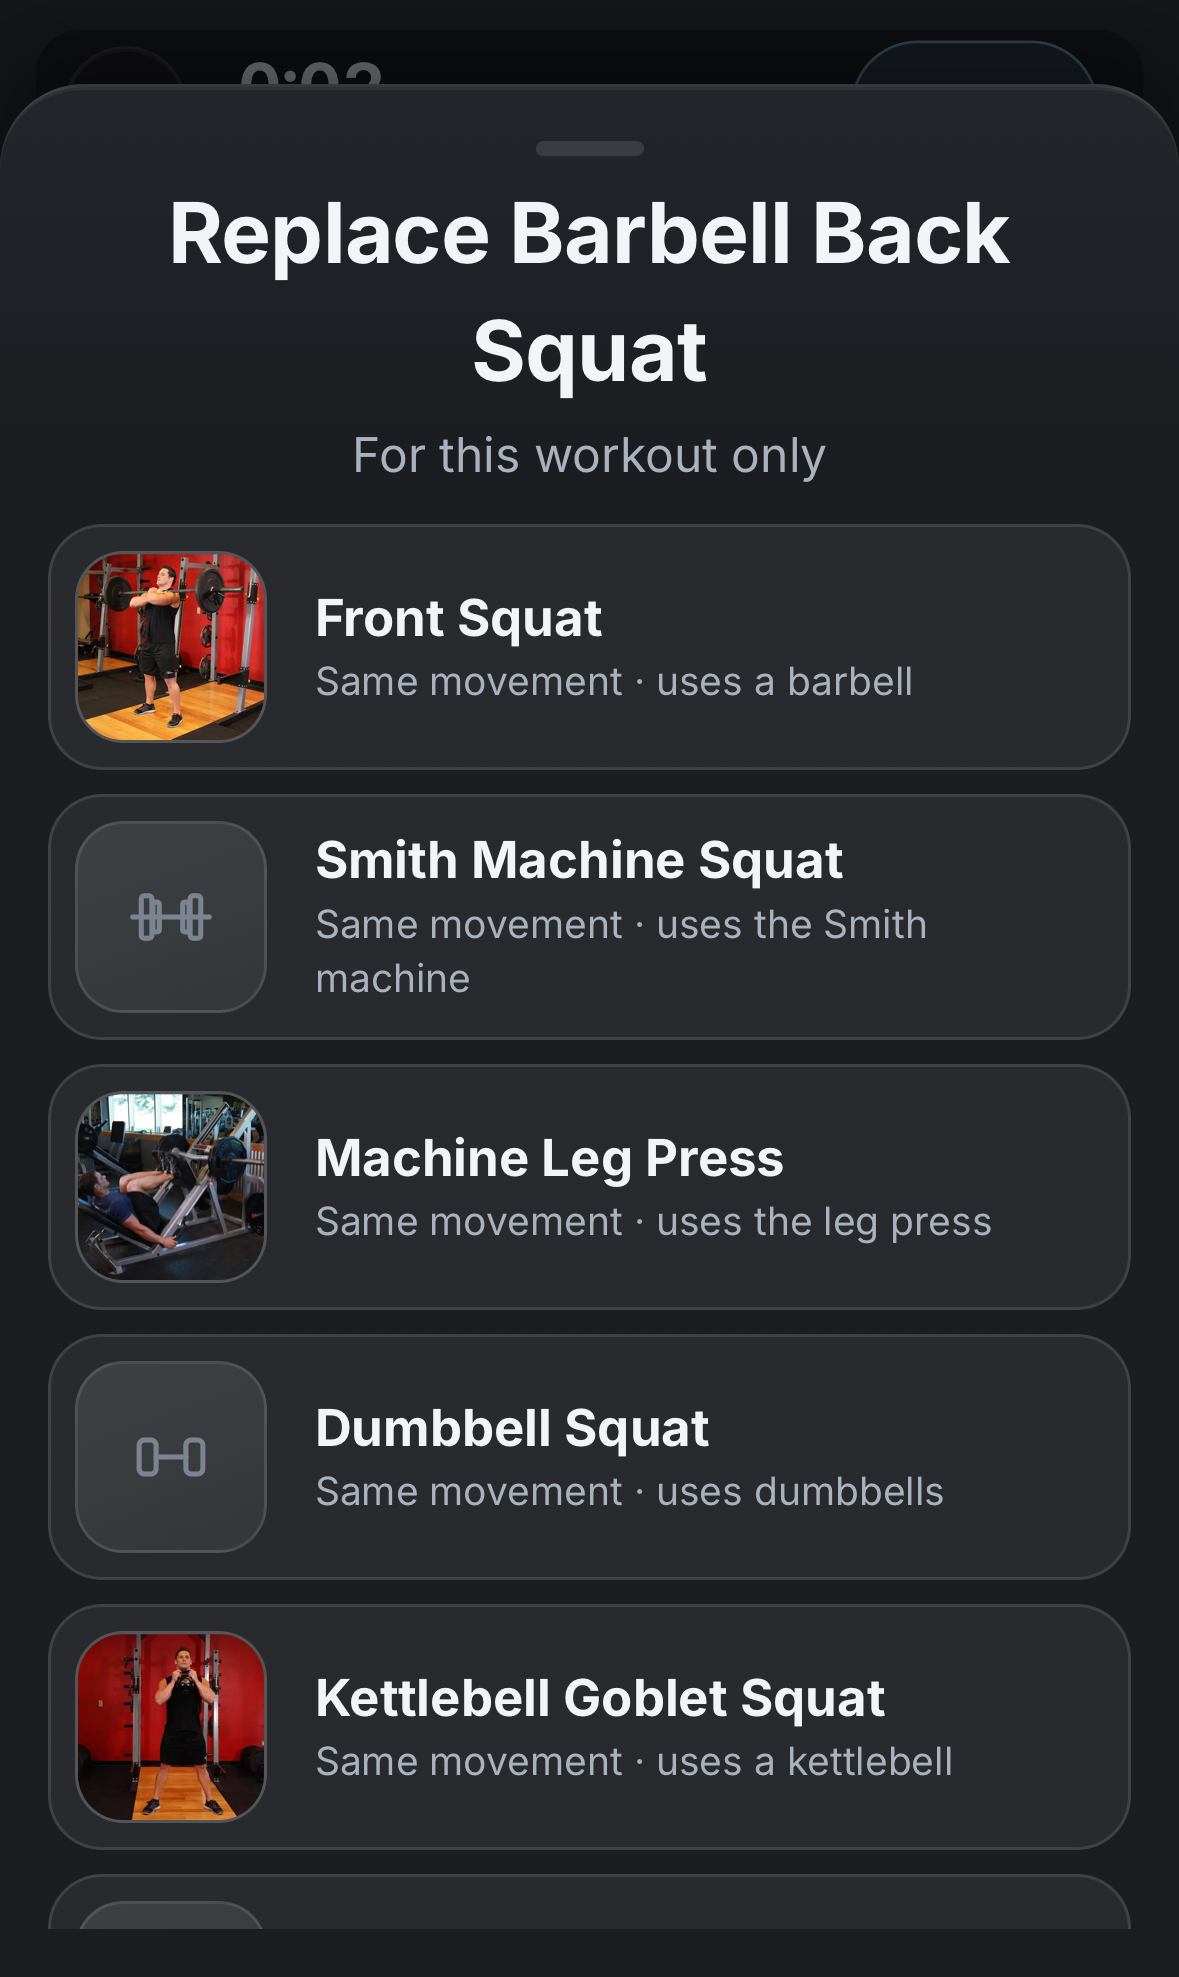 Replace Barbell Back
Squat
For this workout only
Front Squat
Same movement · uses a barbell
Smith Machine Squat
Same movement · uses the Smith
machine
Machine Leg Press
Same movement · uses the leg press
Dumbbell Squat
Same movement · uses dumbbells
Kettlebell Goblet Squat
Same movement · uses a kettlebell